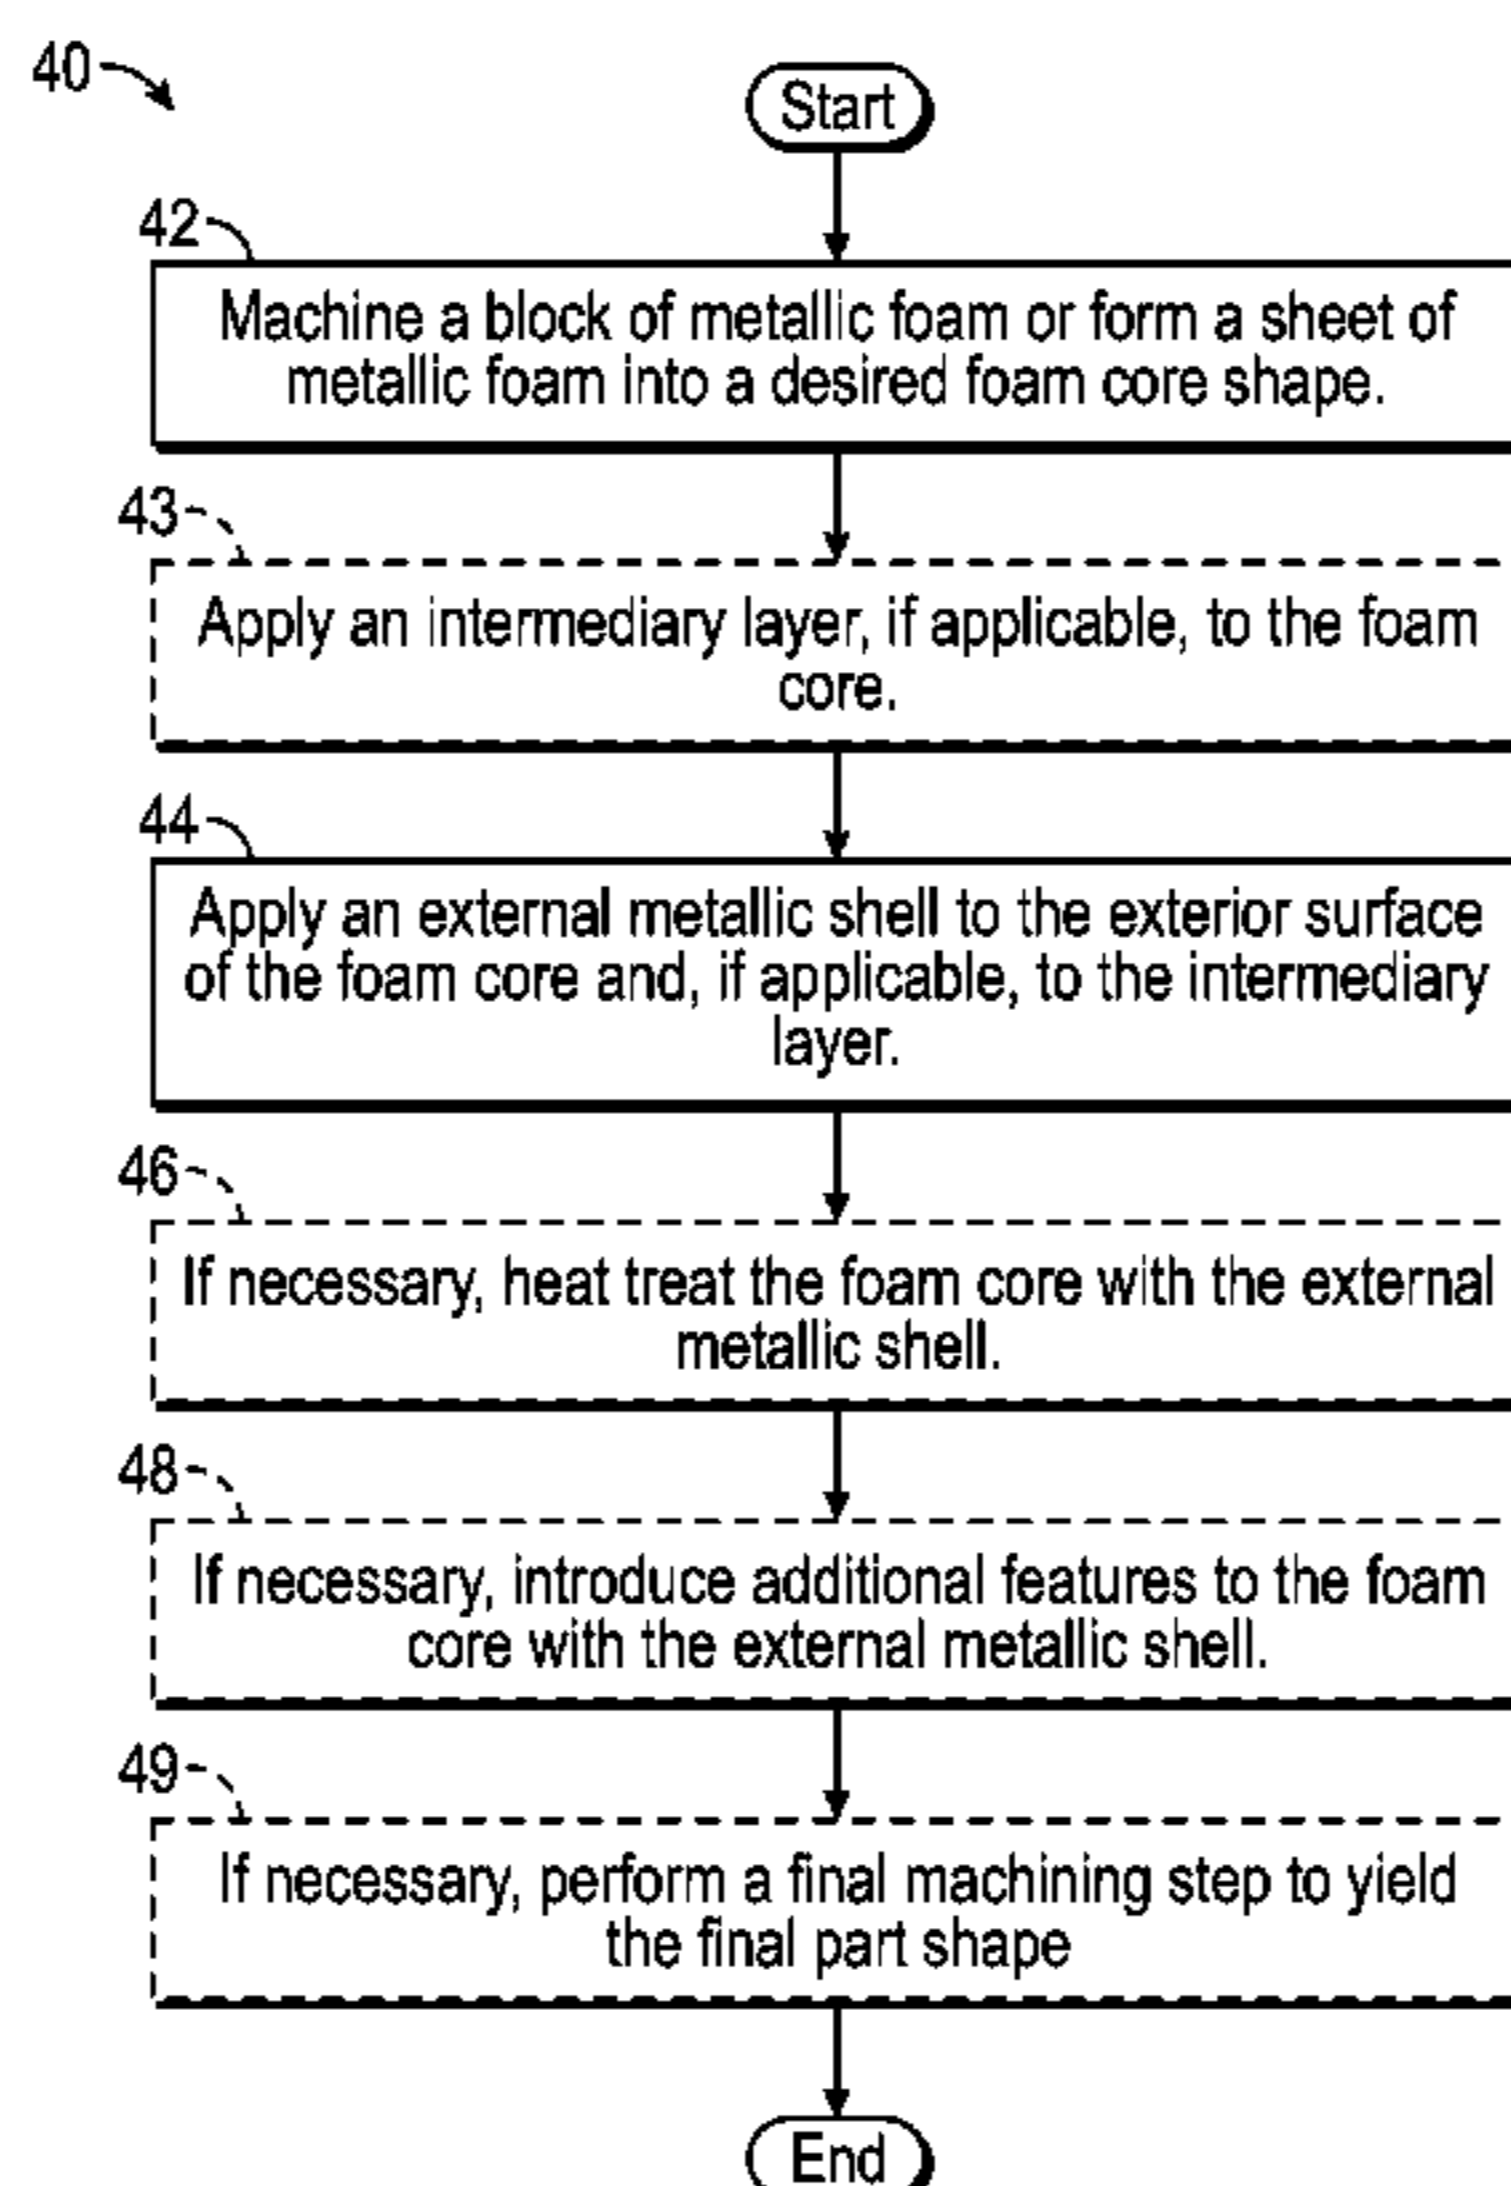 40
Start
42
Machine a block of metallic foam or form a sheet of
metallic foam into a desired foam core shape.
43
Apply an intermediary layer, if applicable, to the foam
core.
44
Apply an external metallic shell to the exterior surface
of the foam core and, if applicable, to the intermediary
layer.
46
If necessary, heat treat the foam core with the external
metallic shell.
48
If necessary, introduce additional features to the foam
core with the external metallic shell.
49
If necessary, perform a final machining step to yield
the final part shape
End